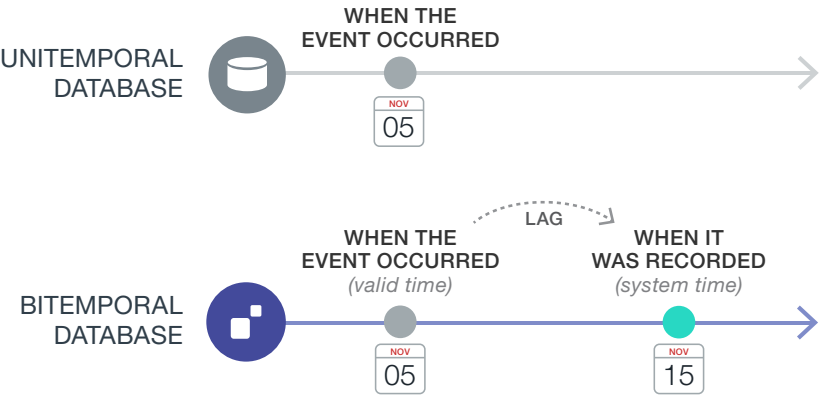 WHEN THE
EVENT OCCURRED
UNITEMPORAL
DATABASE
NOV
05
LAG
WHEN THE
EVENT OCCURRED
(valid time)
WHEN IT
WAS RECORDED
(system time)
BITEMPORAL
DATABASE
NOV
05
NOV
15